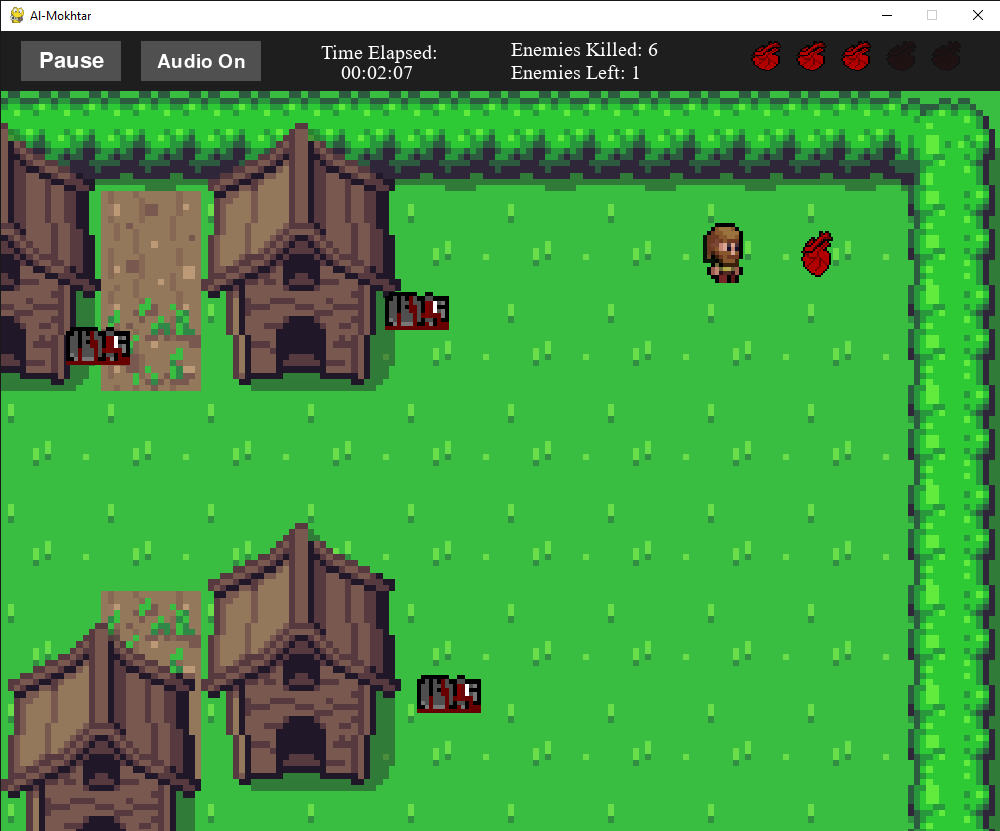 Al-Mokhtar
Pause
Audio On
Time Elapsed:
00:02:07
Enemies Killed: 6
Enemies Left: 1